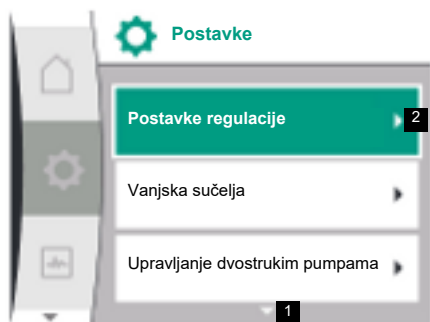 Postavke
Postavke regulacije
2
Vanjska sučelja
Upravljanje dvostrukim pumpama
1